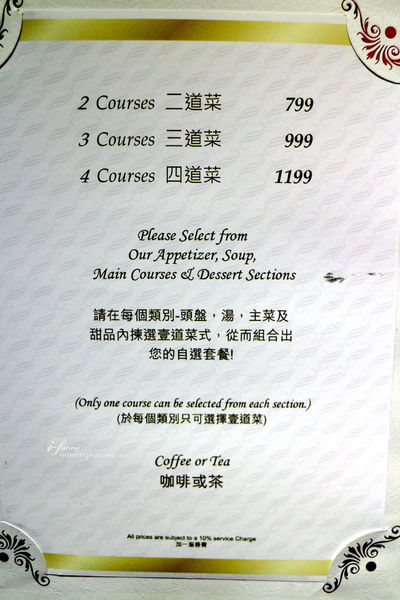 2 Courses 二道菜 799
3 Courses 三道菜 999
4 Courses 四道菜 1199
Please Select from
Our Appetizer, Soup,
Main Courses & Dessert Sections
請在每個類別-頭盤，湯，主菜及
甜品內揀選壹道菜式，從而組合出
您的自選套餐!
(Only one course can be selected from each section.)
(於每個類別只可選擇壹道菜)
Coffee or Tea
咖啡或茶
All prices are subject to a 10% service Charge
加一服務費